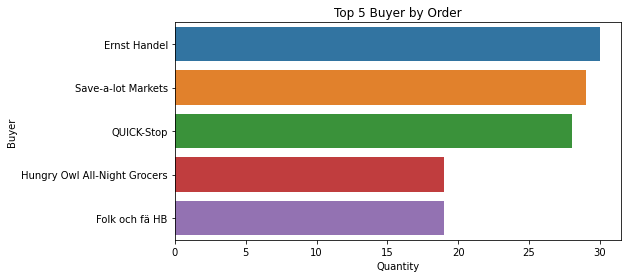 Top 5 Buyer by Order
Buyer
Ernst Handel
Save-a-lot Markets
QUICK-Stop
Hungry Owl All-Night Grocers
Folk och fä HB
0 5 10 15 20 25 30
Quantity